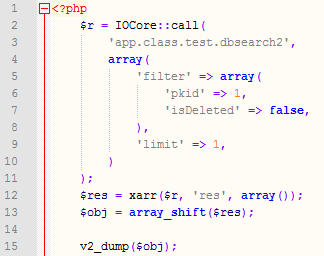 1 <?php
2 $r = IOCore::call(
3 'app.class.test.dbsearch2',
4 array(
5 'filter' => array(
6 'pkid' => 1,
7 'isDeleted' => false,
8 ),
9 'limit' => 1,
10 )
11 );
12 $res = xarr($r, 'res', array());
13 $obj = array_shift($res);
14
15 v2_dump($obj);